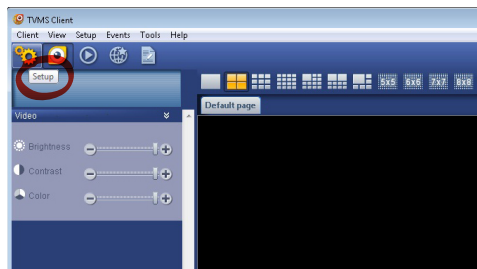 TVMS Client
Client View Setup Events Tools Help
Setup
5x5 6x6 7x7 8x8
Default page
Video
Brightness
Contrast
Color